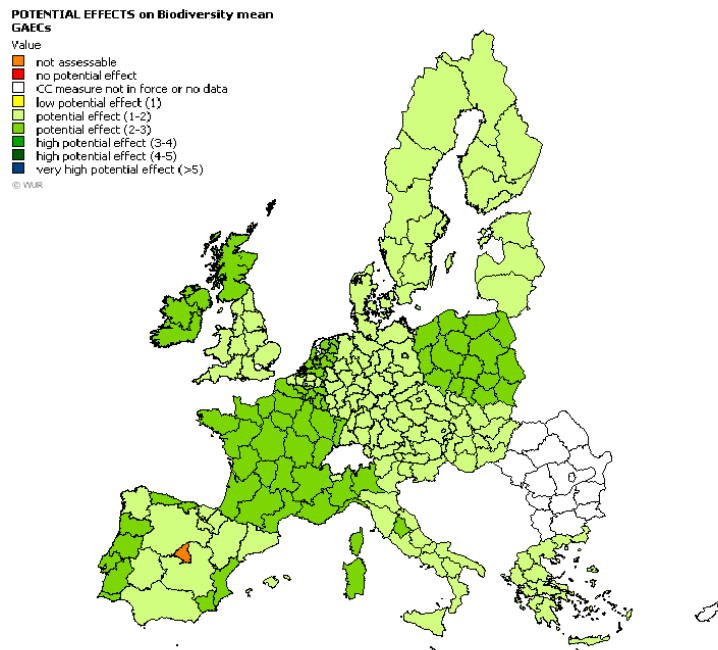 POTENTIAL EFFECTS on Biodiversity mean
GAECs
Value
not assessable
no potential effect
CC measure not in force or no data
low potential effect (1)
potential effect (1-2)
potential effect (2-3)
high potential effect (3-4)
high potential effect (4-5)
very high potential effect (>5)
© WUR